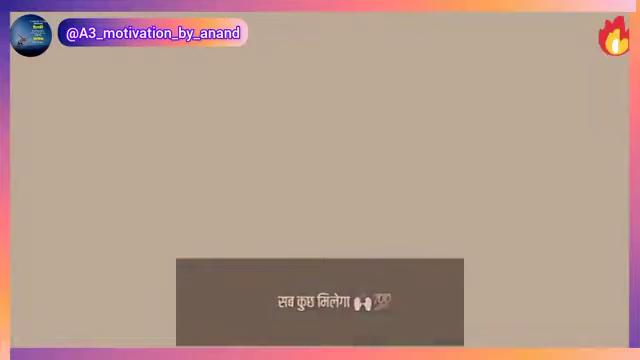 @A3_motivation_by_anand
सब कुछ मिलेगा 🙌💯